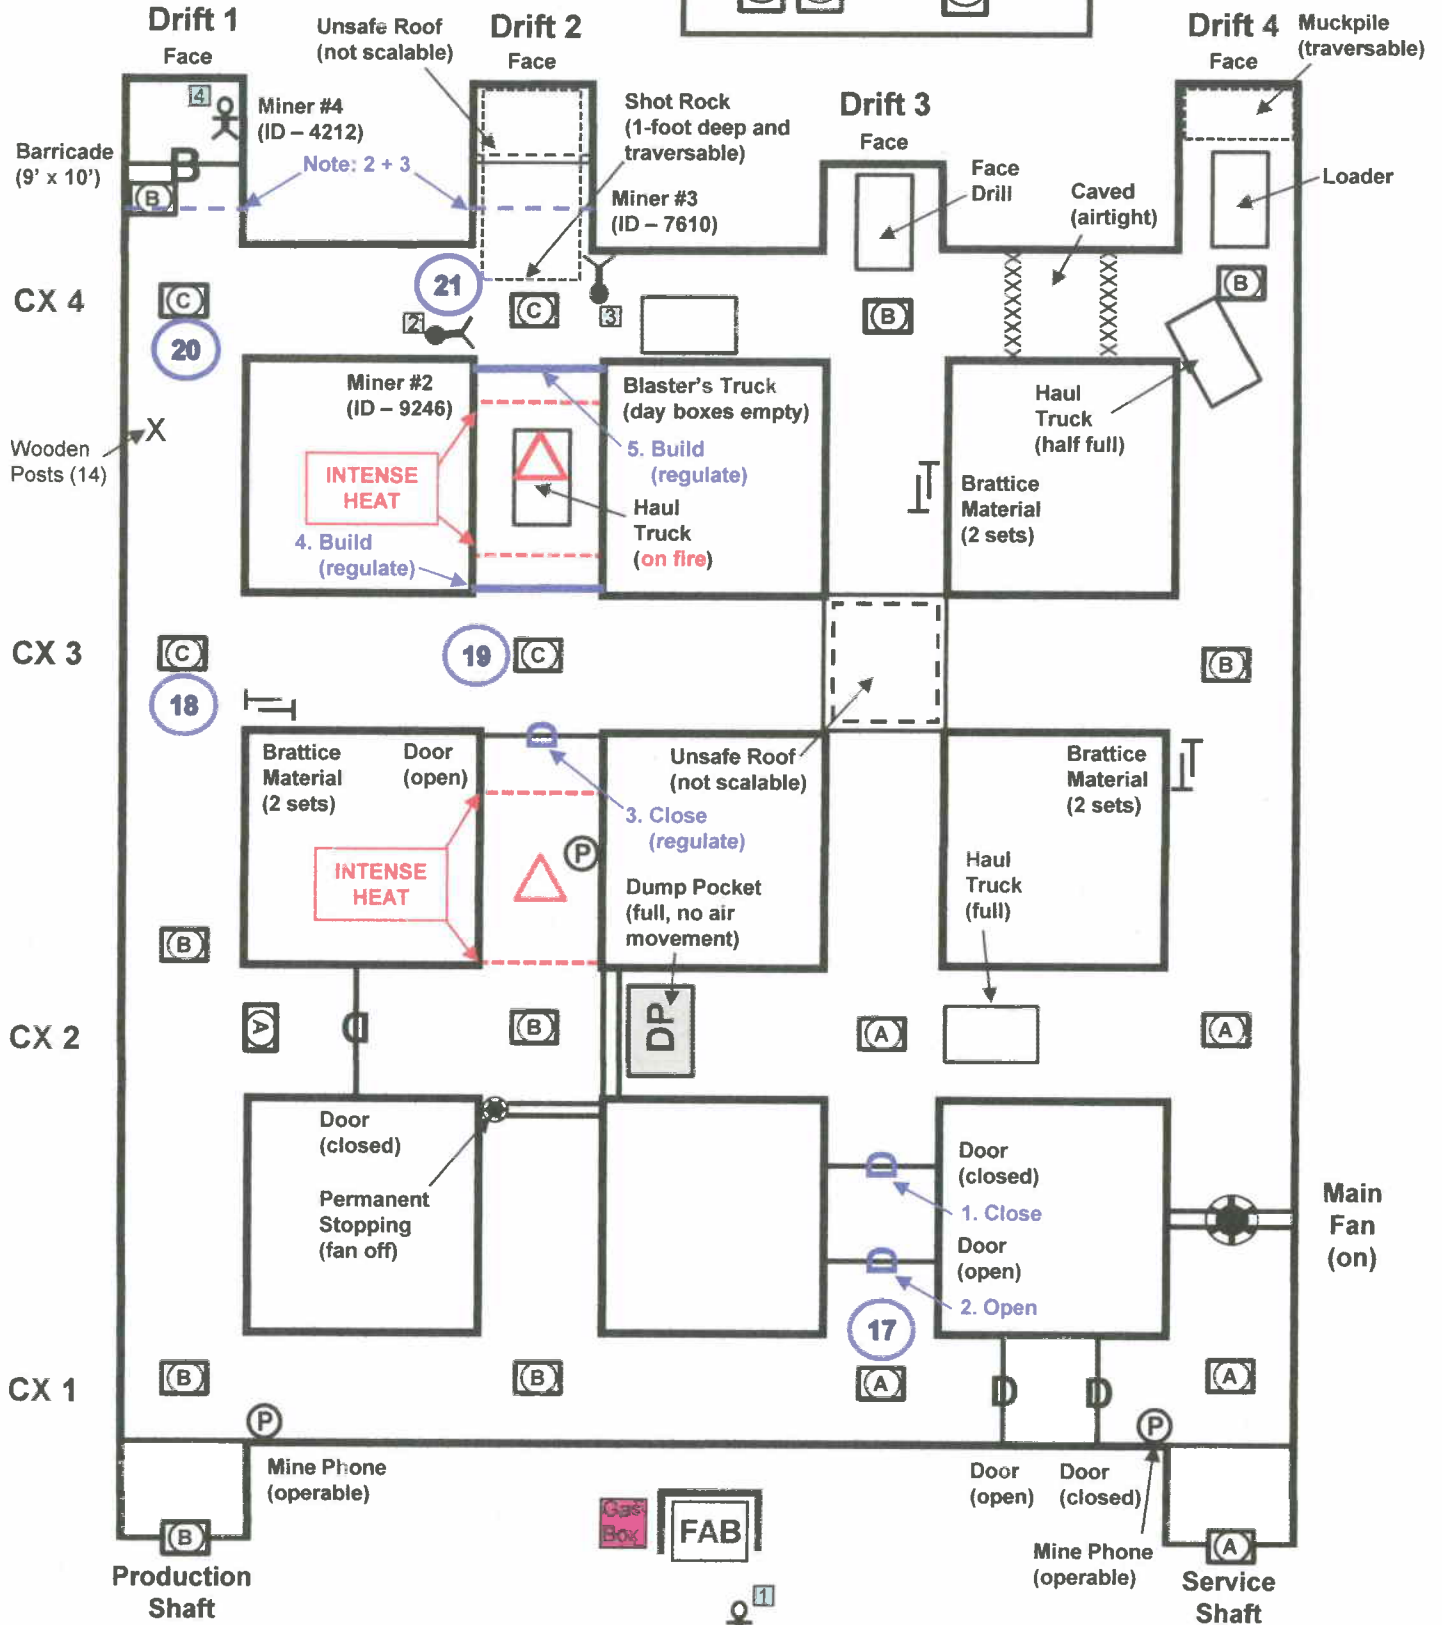 Drift 1
Face
Unsafe Roof
(not scalable)
Drift 2
Face
Drift 4
Face
Muckpile
(traversable)
4
Miner #4
(ID – 4212)
Shot Rock
(1-foot deep and
traversable)
Drift 3
Face
Barricade
(9' x 10')
B
B
Note: 2 + 3
Miner #3
(ID – 7610)
Face
Drill
Caved
(airtight)
Loader
CX 4
C
20
21
2
C
3
B
B
Miner #2
(ID – 9246)
Blaster's Truck
(day boxes empty)
Haul
Truck
(half full)
Wooden
Posts (14)
X
INTENSE
HEAT
5. Build
(regulate)
Haul
Truck
(on fire)
Brattice
Material
(2 sets)
4. Build
(regulate)
CX 3
C
18
19
C
B
Brattice
Material
(2 sets)
Door
(open)
D
Unsafe Roof
(not scalable)
Brattice
Material
(2 sets)
3. Close
(regulate)
INTENSE
HEAT
P
Dump Pocket
(full, no air
movement)
Haul
Truck
(full)
B
CX 2
A
D
B
DP
A
A
Door
(closed)
Permanent
Stopping
(fan off)
D
Door
(closed)
1. Close
D
Door
(open)
2. Open
Main
Fan
(on)
17
CX 1
B
B
A
D
D
A
P
P
Mine Phone
(operable)
Door
(open)
Door
(closed)
Gas
Box
FAB
Mine Phone
(operable)
B
Production
Shaft
A
Service
Shaft
1